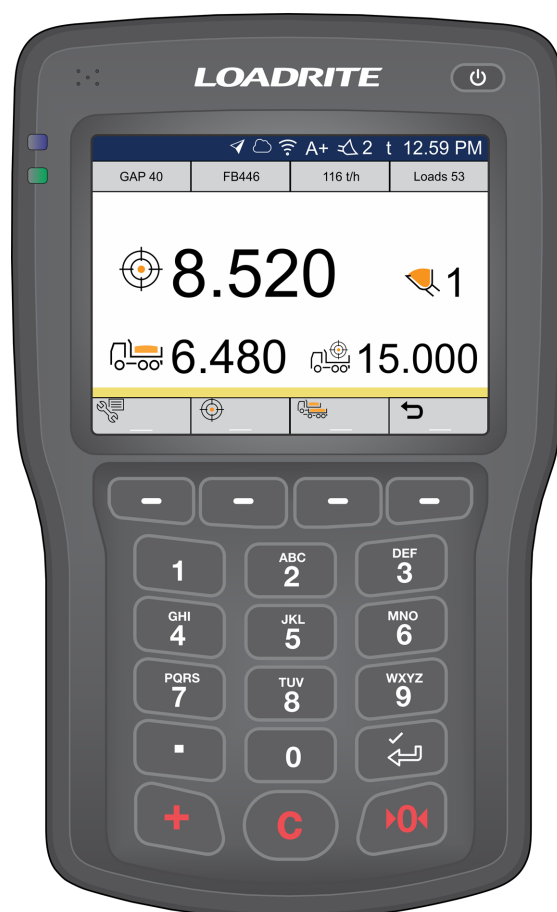 LOADRITE
A+ 2 t 12.59 PM
GAP 40 FB446 116 t/h Loads 53
8.520 1
6.480 15.000
1 ABC 2 DEF 3
GHI 4 JKL 5 MNO 6
PQRS 7 TUV 8 WXYZ 9
. 0
+ C 0